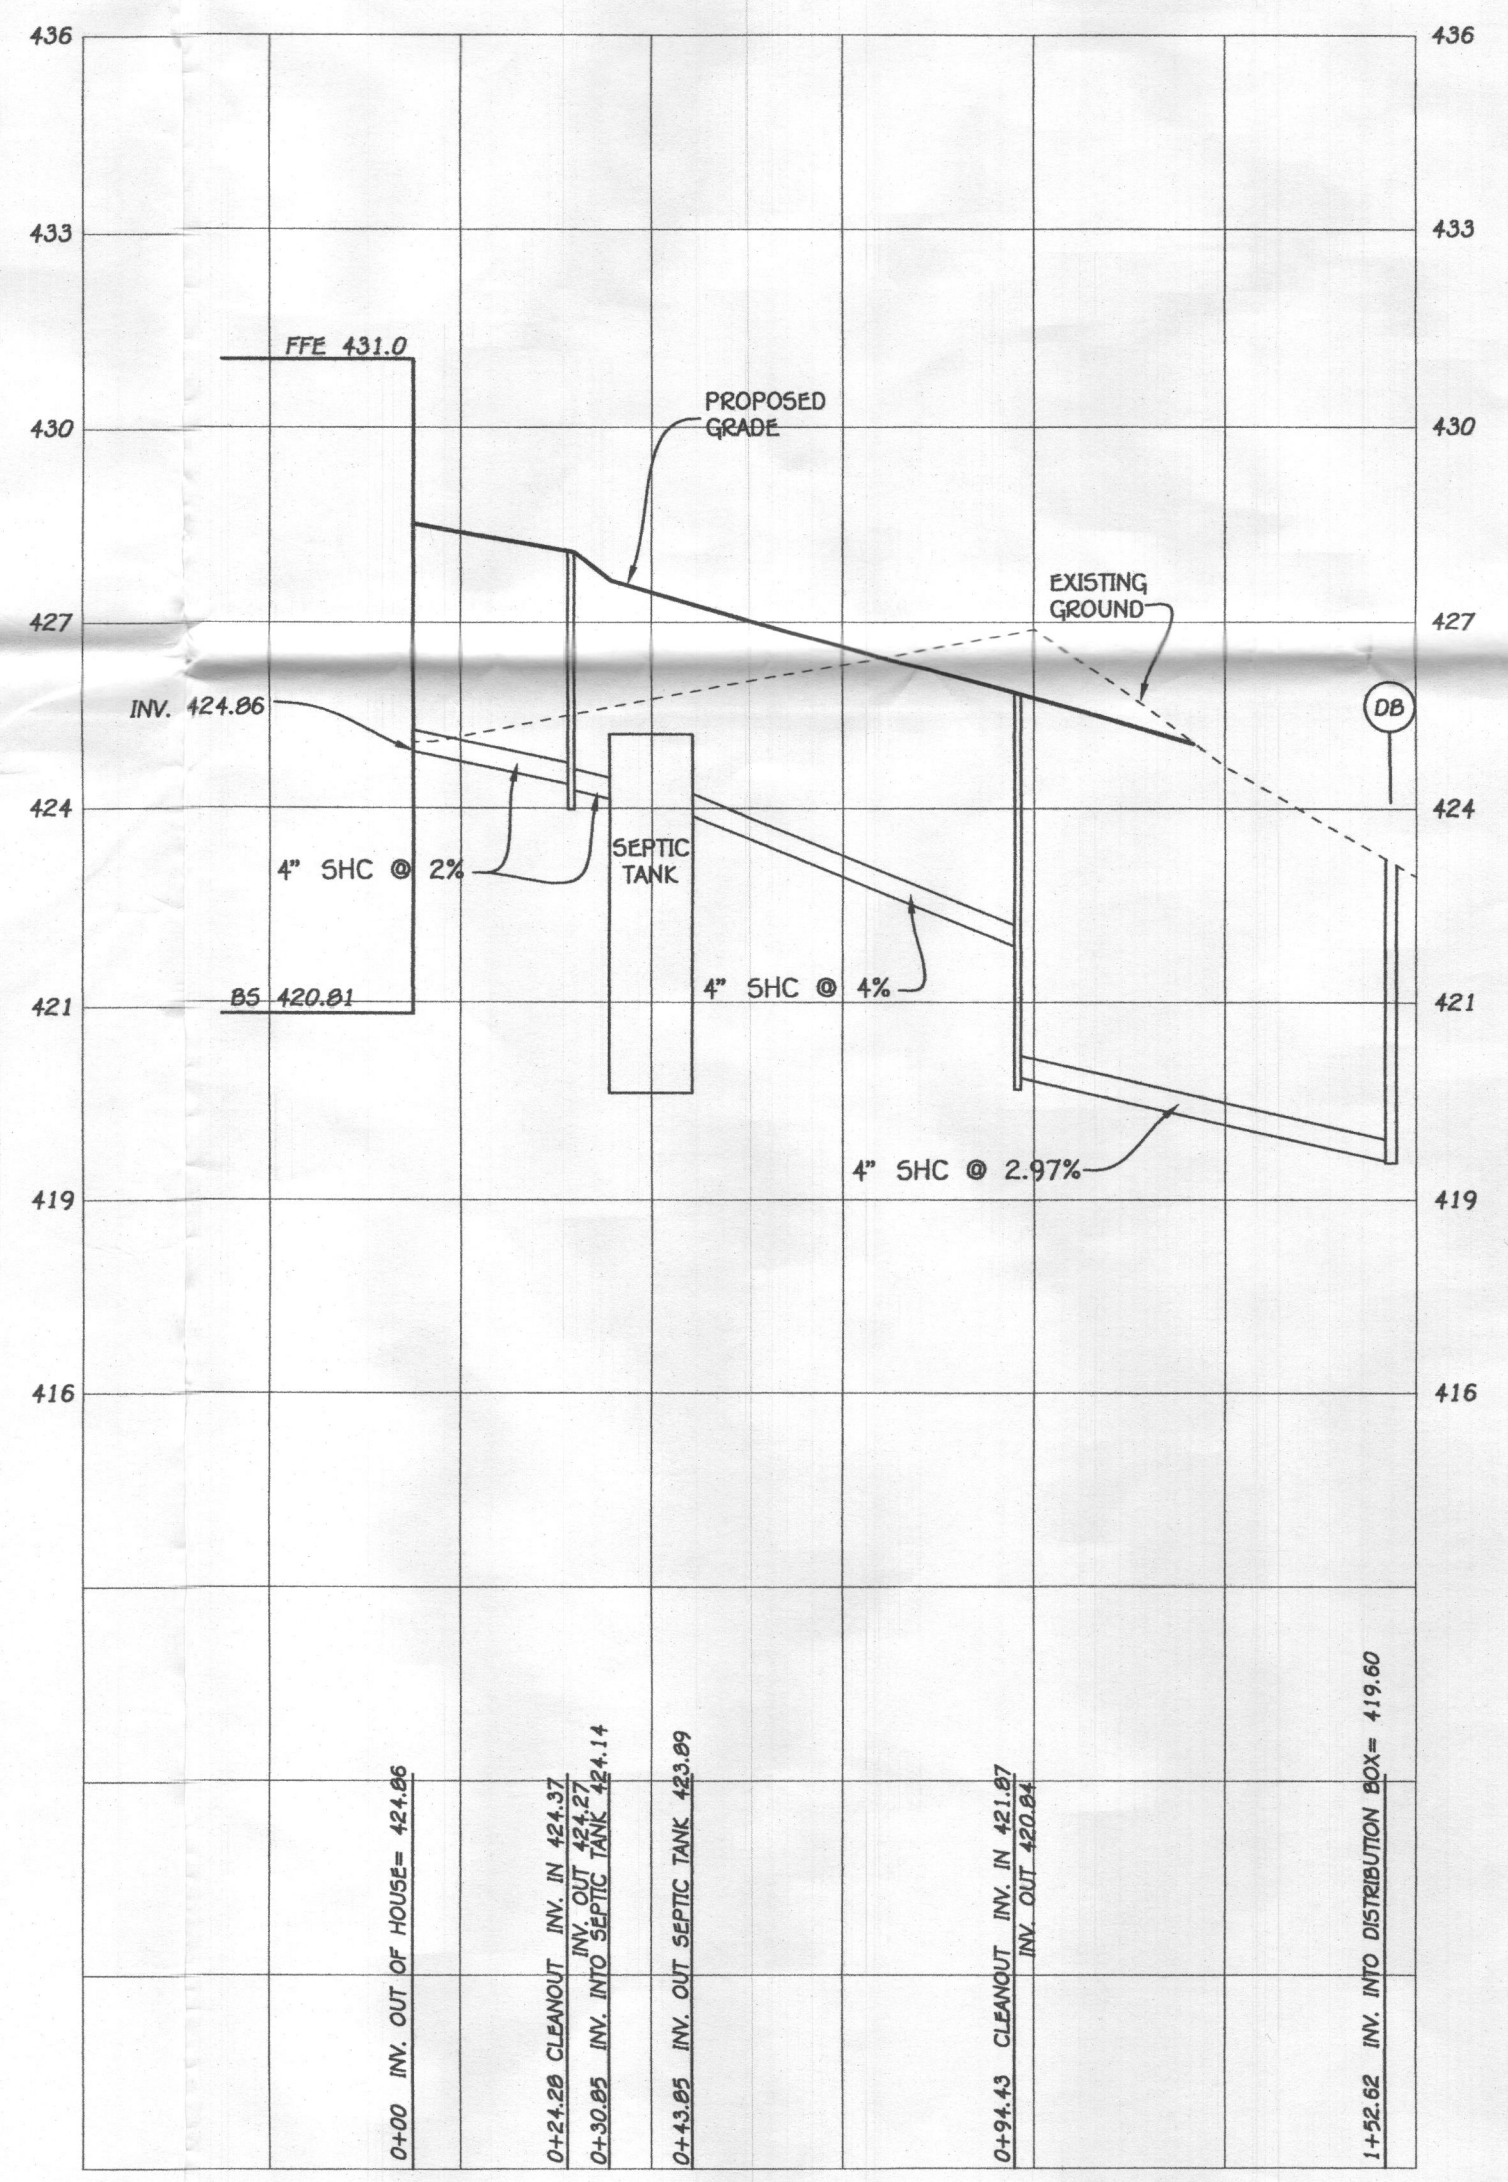 436
436
433
433
FFE 431.0
PROPOSED
GRADE
430
430
EXISTING
GROUND
427
427
INV. 424.86
DB
424
424
SEPTIC
TANK
4" SHC @ 2%
4" SHC @ 4%
BS 420.81
421
421
4" SHC @ 2.97%
419
419
416
416
0+00 INV. OUT OF HOUSE= 424.86
0+24.28 CLEANOUT INV. IN 424.37
INV. OUT 424.27
0+30.85 INV. INTO SEPTIC TANK 424.14
0+43.85 INV. OUT SEPTIC TANK 423.89
0+94.43 CLEANOUT INV. IN 421.87
INV. OUT 420.84
1+52.62 INV. INTO DISTRIBUTION BOX= 419.60